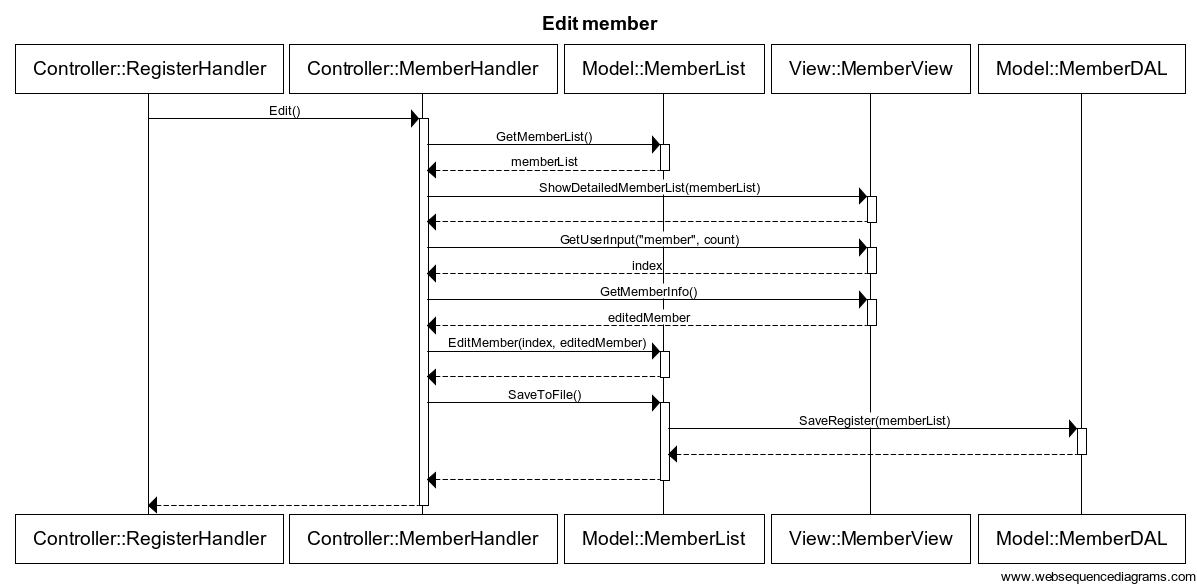 Edit member
Controller::RegisterHandler
Controller::MemberHandler
Model::MemberList
View::MemberView
Model::MemberDAL
Edit()
GetMemberList()
memberList
ShowDetailedMemberList(memberList)
GetUserInput("member", count)
index
GetMemberInfo()
editedMember
EditMember(index, editedMember)
SaveToFile()
SaveRegister(memberList)
Controller::RegisterHandler
Controller::MemberHandler
Model::MemberList
View::MemberView
Model::MemberDAL
www.websequencediagrams.com